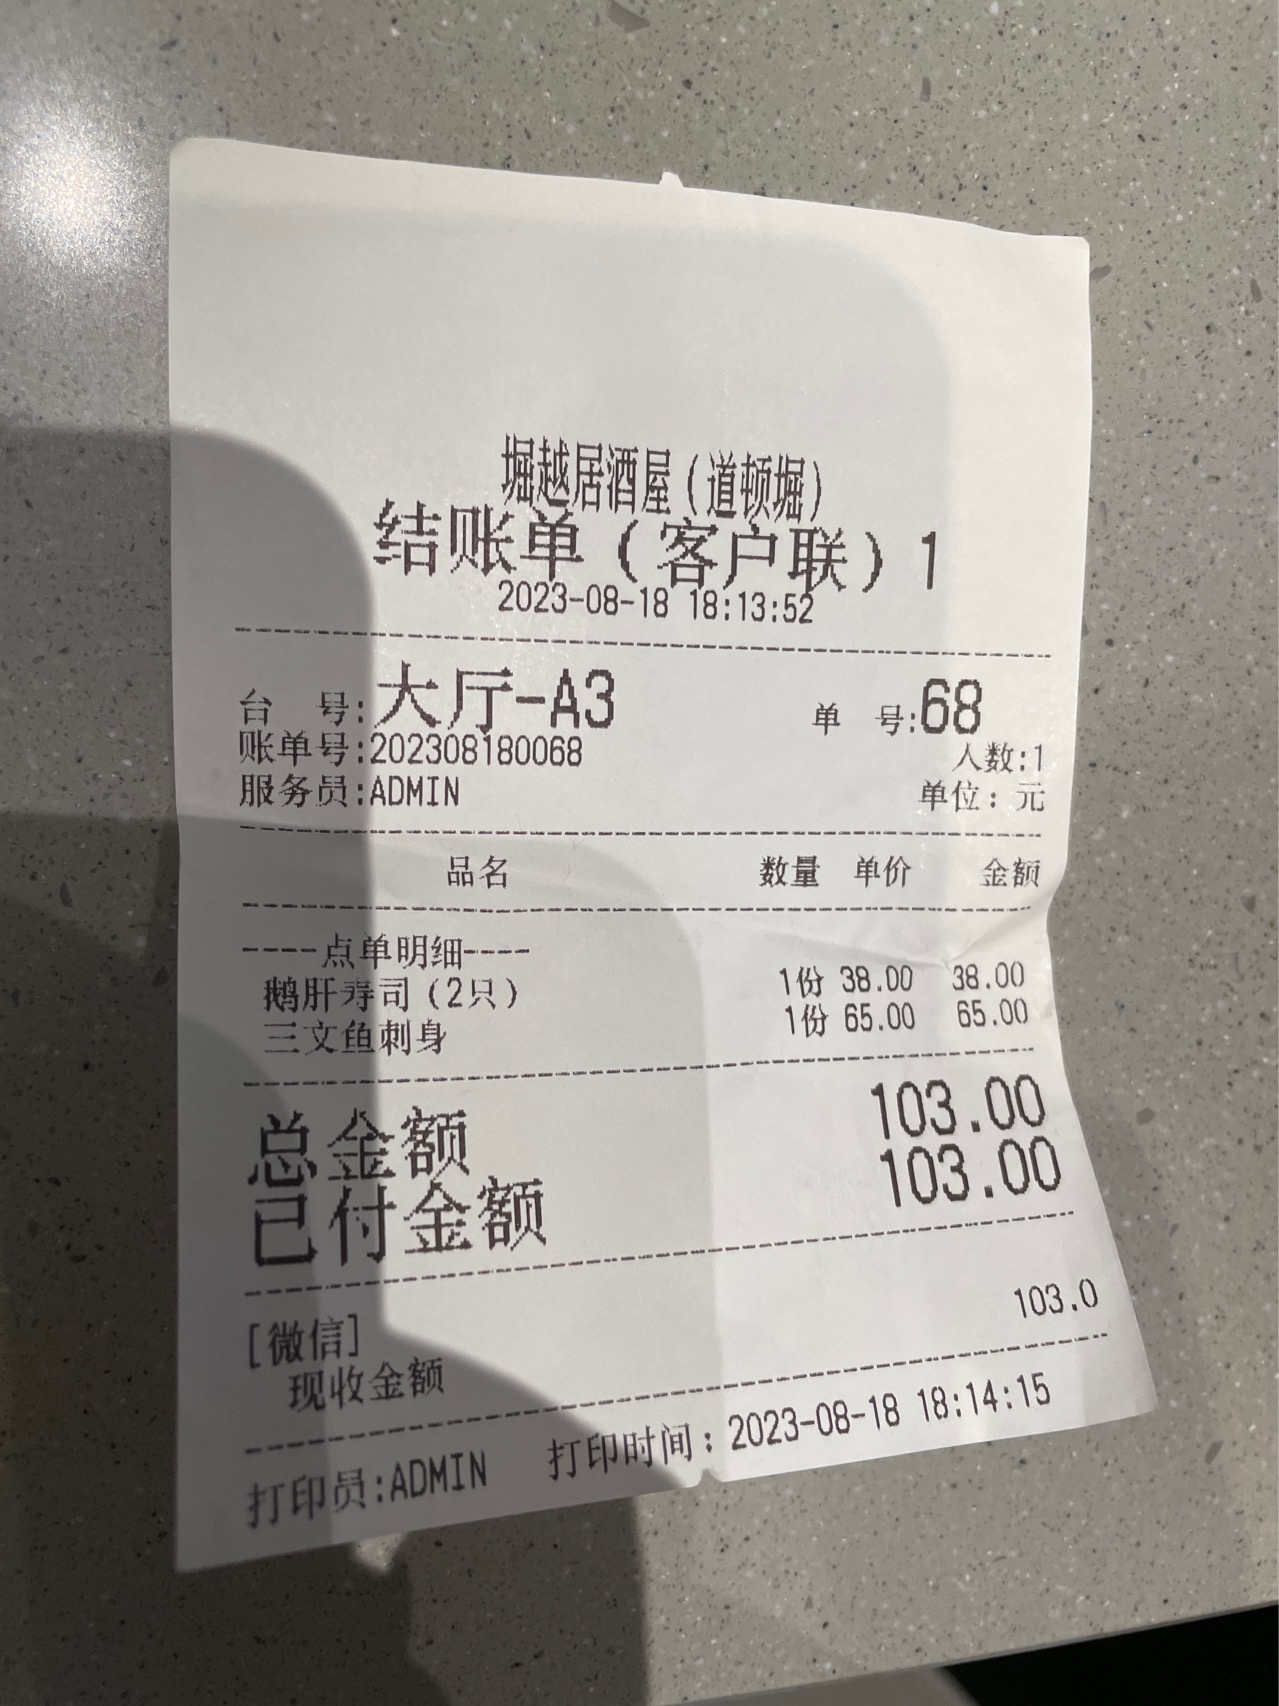 堀越居酒屋(道顿堀)
结账单(客户联)1
2023-08-18 18:13:52
台 号:大厅-A3 单 号:68
账单号:202308180068 人数:1
服务员:ADMIN 单位: 元
品名 数量 单价 金额
----点单明细----
鹅肝寿司(2只) 1份 38.00 38.00
三文鱼刺身 1份 65.00 65.00
总金额 103.00
已付金额 103.00
[微信]
现收金额 103.0
打印员:ADMIN 打印时间: 2023-08-18 18:14:15